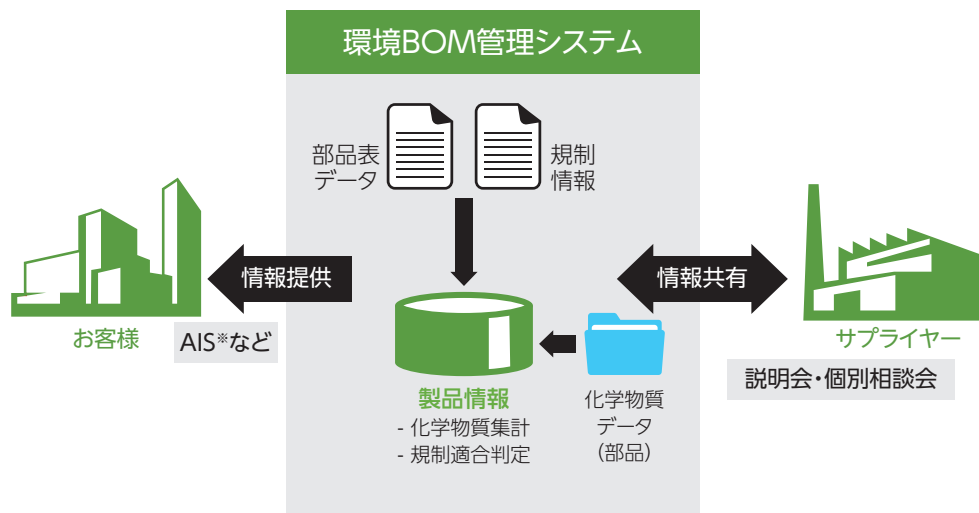 環境BOM管理システム
部品表
データ
規制
情報
情報提供
情報共有
お客様
AIS※など
サプライヤー
説明会・個別相談会
製品情報
- 化学物質集計
- 規制適合判定
化学物質
データ
（部品）